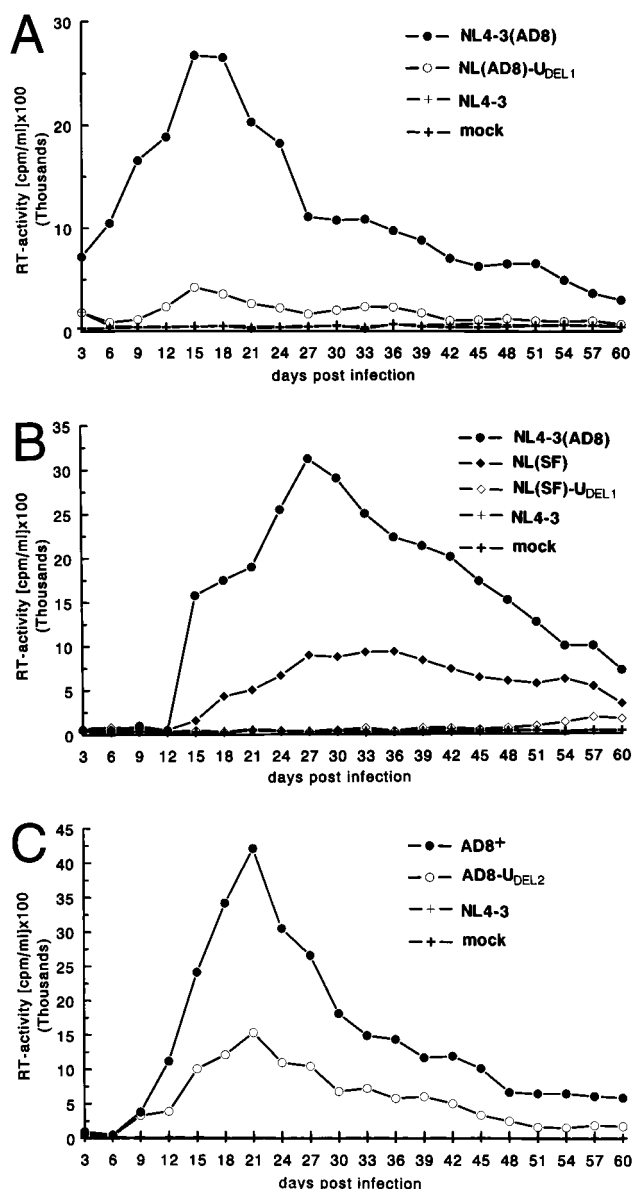 A
30
20
10
0
RT-activity [cpm/ml]x100
(Thousands)
NL4-3(AD8)
NL(AD8)-UDEL1
NL4-3
mock
3 6 9 12 15 18 21 24 27 30 33 36 39 42 45 48 51 54 57 60
days post infection
B
35
30
25
20
15
10
5
0
RT-activity [cpm/ml]x100
(Thousands)
NL4-3(AD8)
NL(SF)
NL(SF)-UDEL1
NL4-3
mock
3 6 9 12 15 18 21 24 27 30 33 36 39 42 45 48 51 54 57 60
days post infection
C
45
40
35
30
25
20
15
10
5
0
RT-activity [cpm/ml]x100
(Thousands)
AD8+
AD8-UDEL2
NL4-3
mock
3 6 9 12 15 18 21 24 27 30 33 36 39 42 45 48 51 54 57 60
days post infection